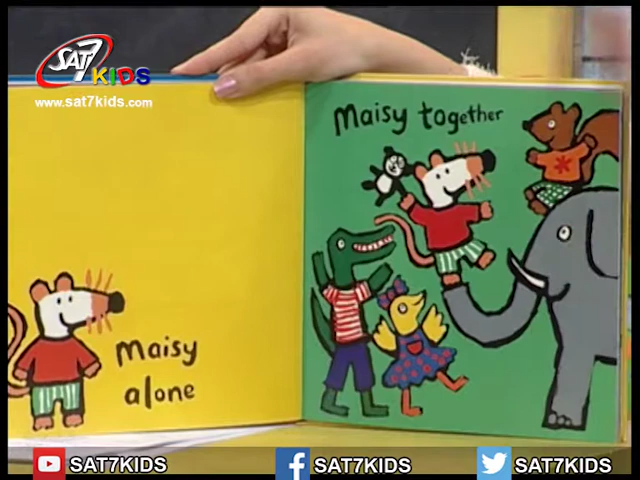 SAT7
KIDS
www.sat7kids.com
Maisy together
Maisy
alone
SAT7KIDS
SAT7KIDS
SAT7KIDS